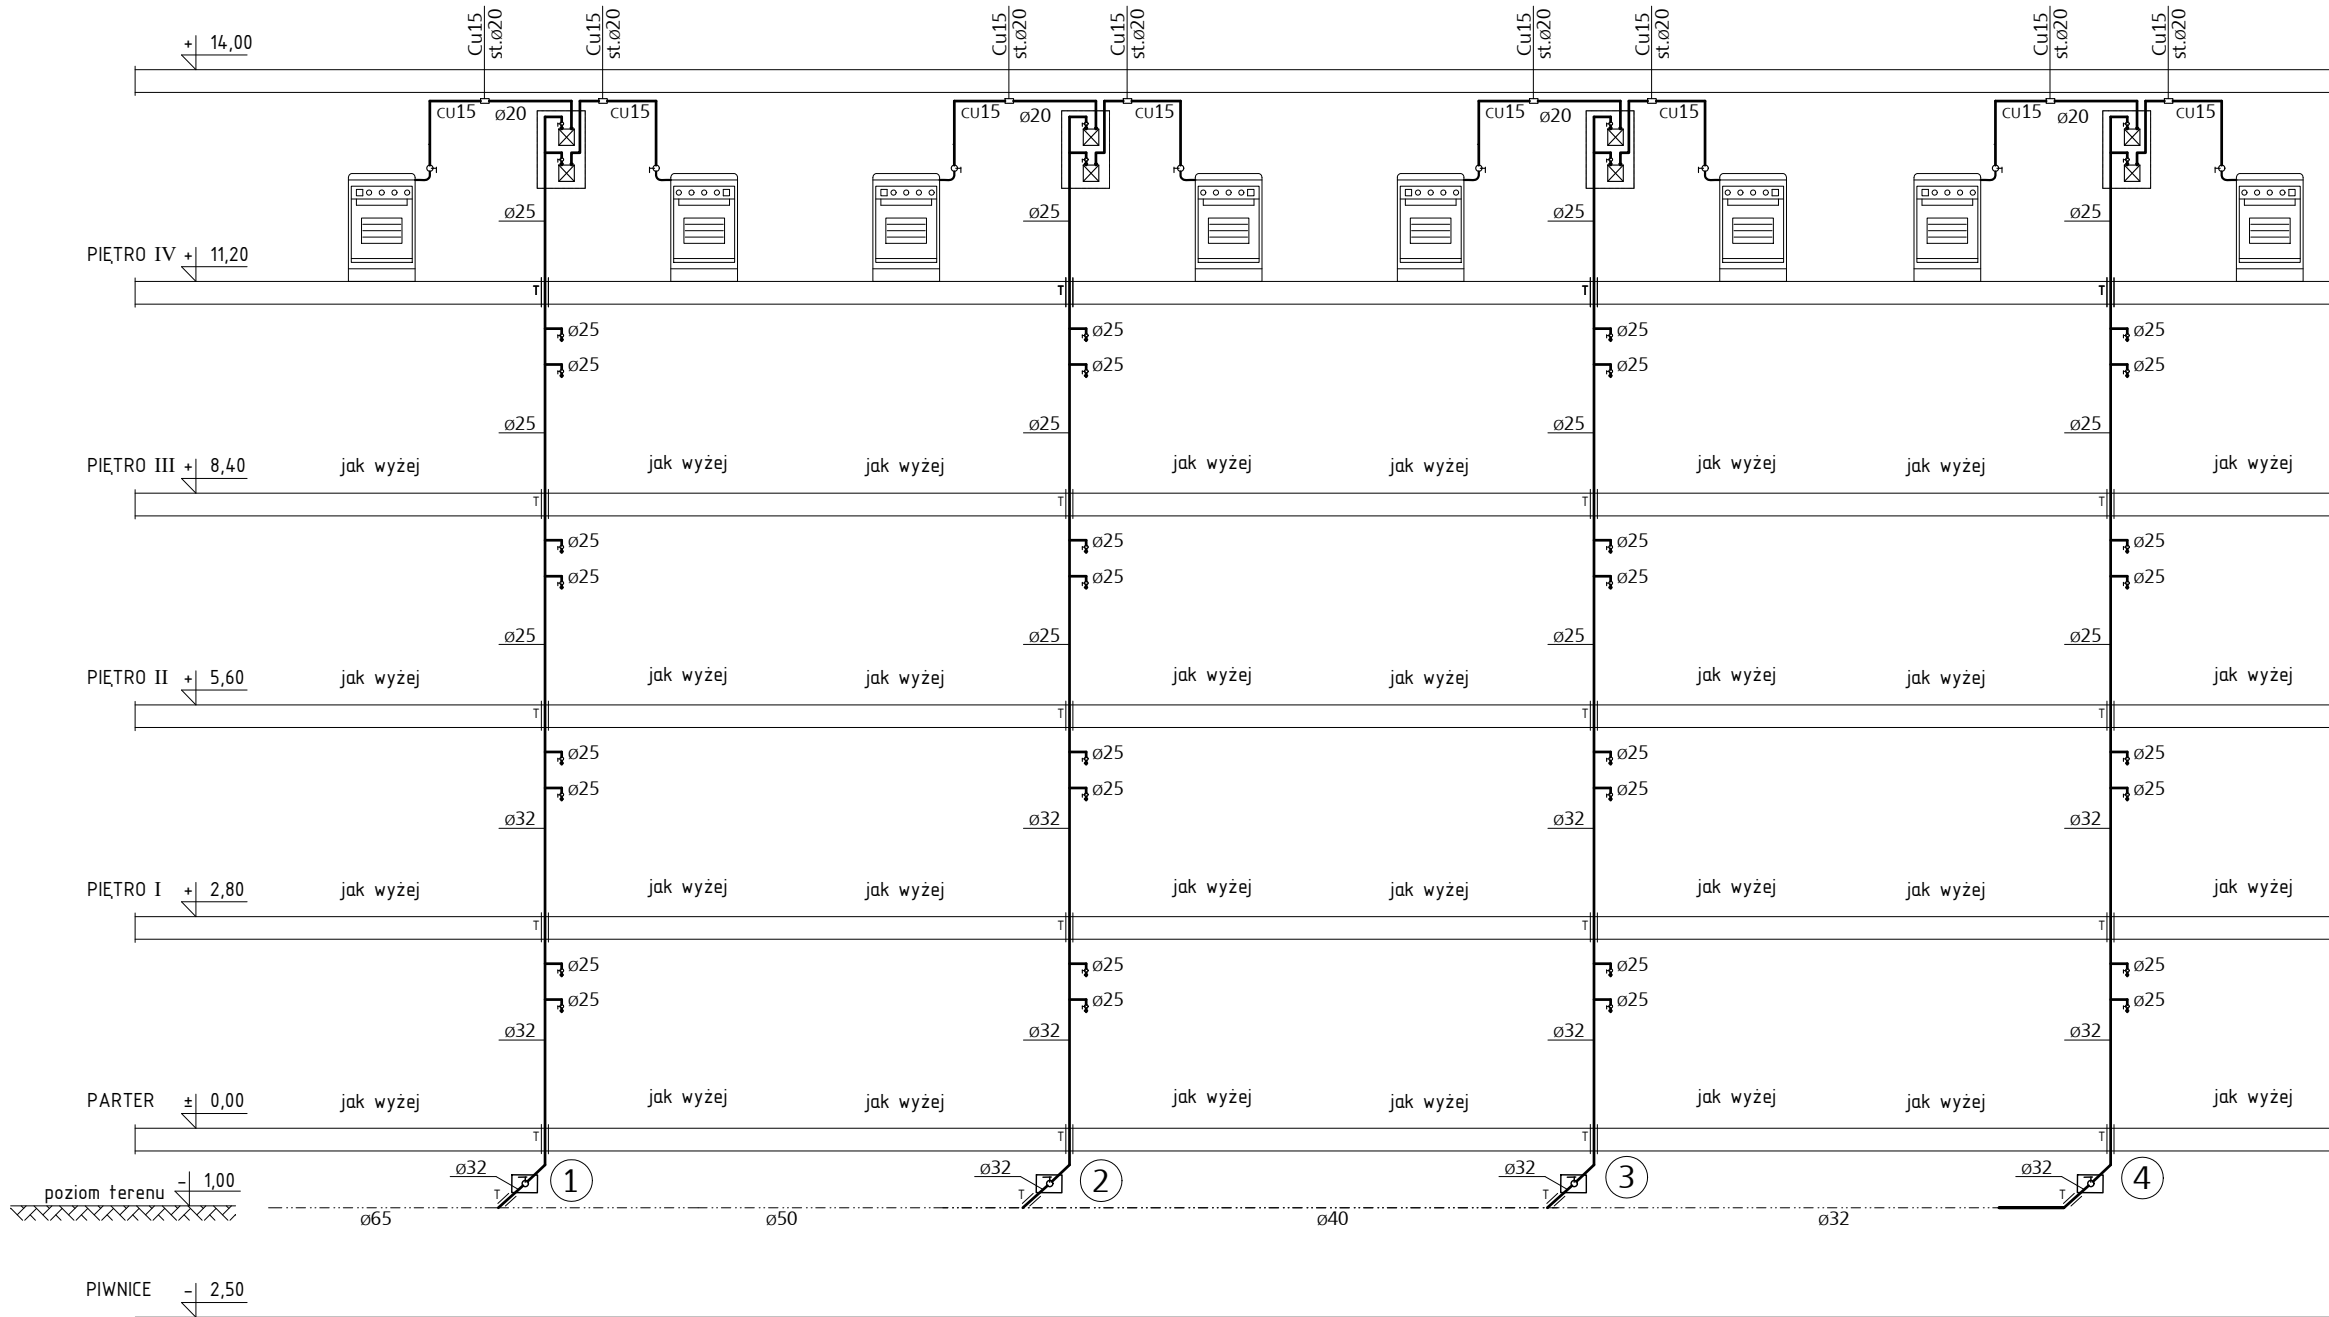 Cu15 st.ø20 Cu15 st.ø20 Cu15 st.ø20 Cu15 st.ø20 Cu15 st.ø20 Cu15 st.ø20 Cu15 st.ø20 Cu15 st.ø20
+ 14,00
CU15 ø20 CU15 CU15 ø20 CU15 CU15 ø20 CU15 CU15 ø20 CU15
ø25 ø25 ø25 ø25
PIĘTRO IV + 11,20
T T T T
ø25 ø25 ø25 ø25
ø25 ø25 ø25 ø25
ø25 ø25 ø25 ø25
PIĘTRO III + 8,40 jak wyżej jak wyżej jak wyżej jak wyżej jak wyżej jak wyżej jak wyżej jak wyżej
T T T T
ø25 ø25 ø25 ø25
ø25 ø25 ø25 ø25
ø25 ø25 ø25 ø25
PIĘTRO II + 5,60 jak wyżej jak wyżej jak wyżej jak wyżej jak wyżej jak wyżej jak wyżej jak wyżej
T T T T
ø25 ø25 ø25 ø25
ø25 ø25 ø25 ø25
ø32 ø32 ø32 ø32
PIĘTRO I + 2,80 jak wyżej jak wyżej jak wyżej jak wyżej jak wyżej jak wyżej jak wyżej jak wyżej
T T T T
ø25 ø25 ø25 ø25
ø25 ø25 ø25 ø25
ø32 ø32 ø32 ø32
PARTER ± 0,00 jak wyżej jak wyżej jak wyżej jak wyżej jak wyżej jak wyżej jak wyżej jak wyżej
T T T T
ø32 1 ø32 2 ø32 3 ø32 4
poziom terenu - 1,00 T T T T
ø65 ø50 ø40 ø32
PIWNICE - 2,50